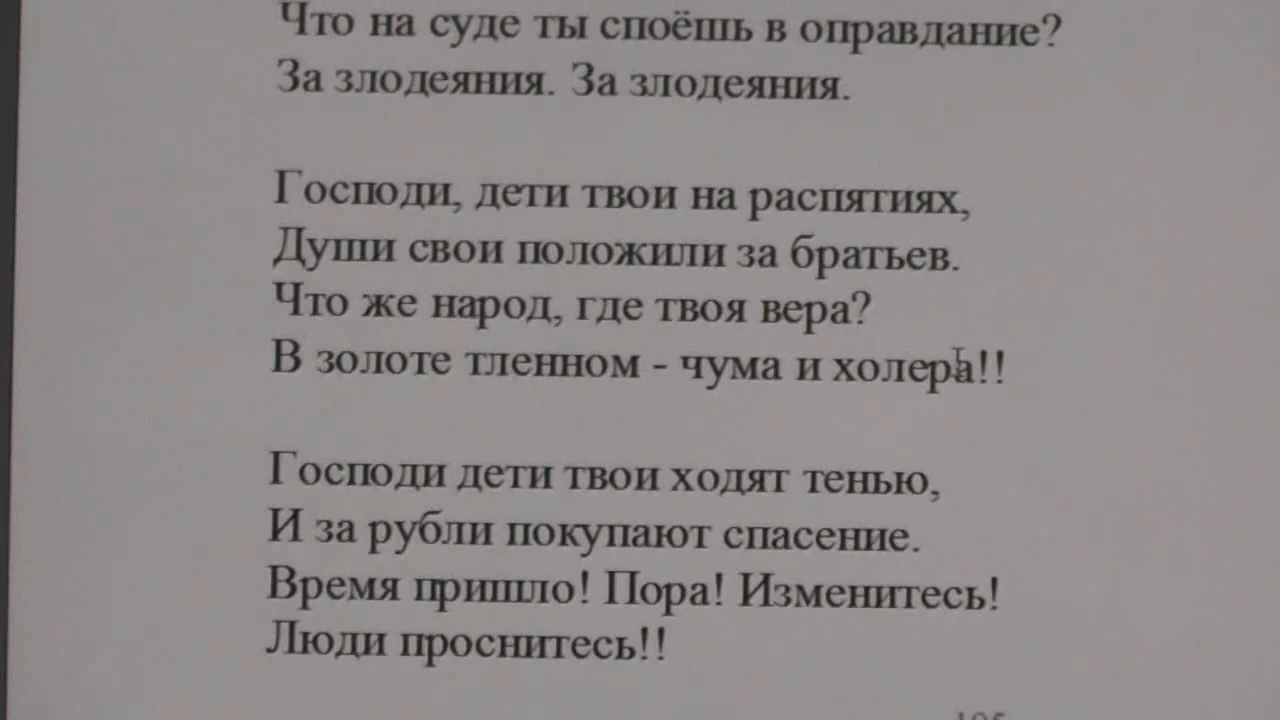 Что на суде ты споёшь в оправдание?
За злодеяния. За злодеяния.
Господи, дети твои на распятиях,
Души свои положили за братьев.
Что же народ, где твоя вера?
В золоте тленном - чума и холера!!
Господи дети твои ходят тенью,
И за рубли покупают спасение.
Время пришло! Пора! Изменитесь!
Люди проснитесь!!